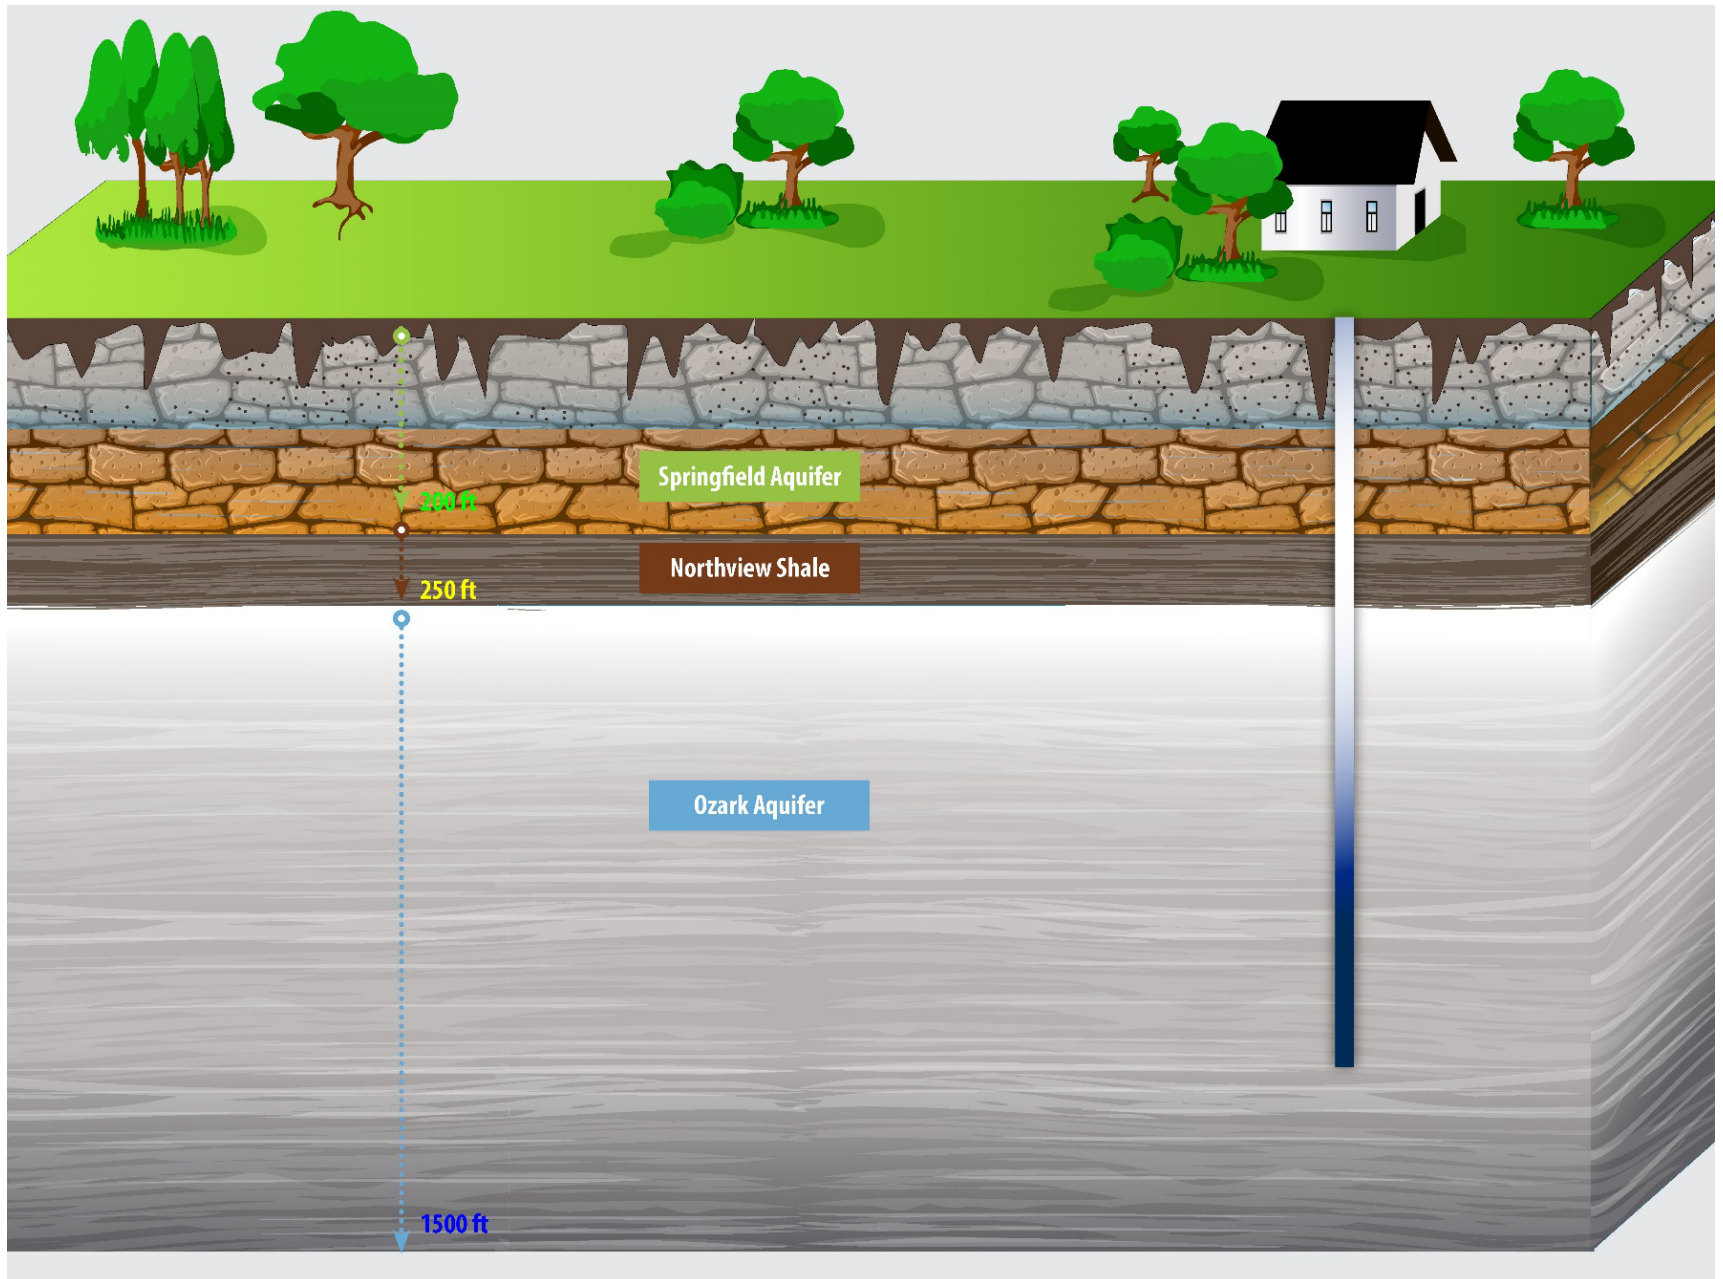 Springfield Aquifer
200 ft
Northview Shale
250 ft
Ozark Aquifer
1500 ft